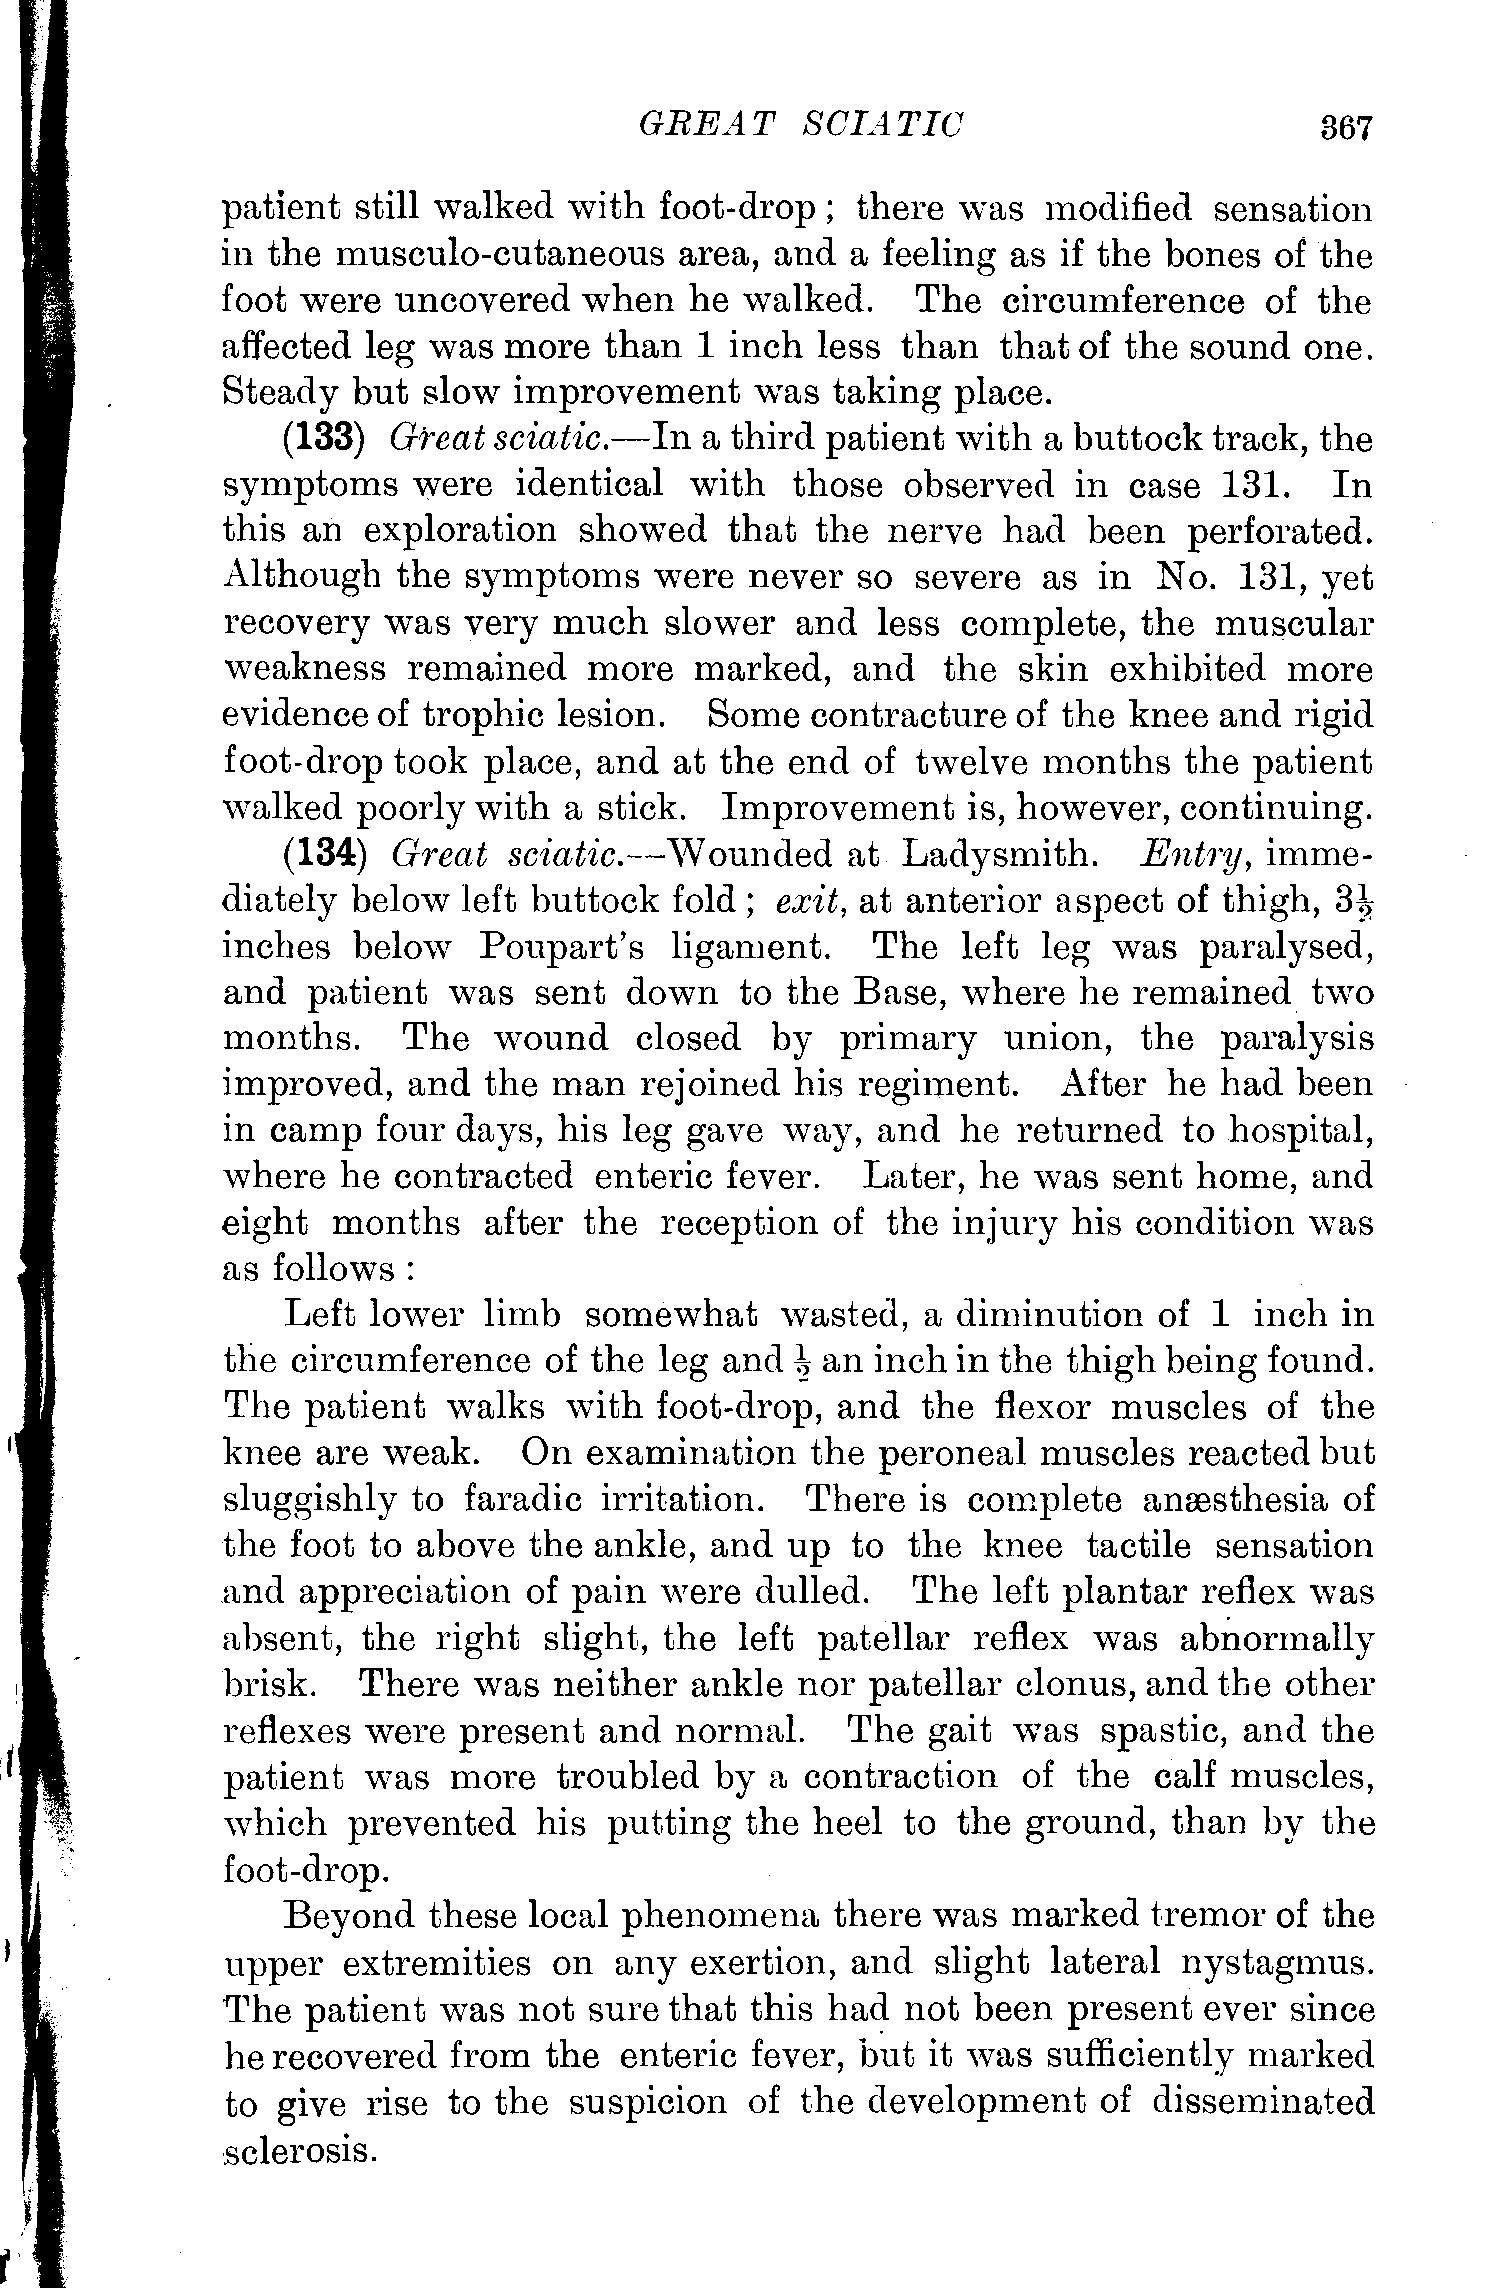 GREAT SCIATIC 367
patient still walked with foot-drop ; there was modified sensation
in the musculo-cutaneous area, and a feeling as if the bones of the
foot were uncovered when he walked. The circumference of the
affected leg was more than 1 inch less than that of the sound one.
Steady but slow improvement was taking place.
(133) Great sciatic.—In a third patient with a buttock track, the
symptoms were identical with those observed in case 131. In
this an exploration showed that the nerve had been perforated.
Although the symptoms were never so severe as in No. 131, yet
recovery was very much slower and less complete, the muscular
weakness remained more marked, and the skin exhibited more
evidence of trophic lesion. Some contracture of the knee and rigid
foot-drop took place, and at the end of twelve months the patient
walked poorly with a stick. Improvement is, however, continuing.
(134) Great sciatic.—Wounded at Ladysmith. Entry, imme-
diately below left buttock fold ; exit, at anterior aspect of thigh, 3½
inches below Poupart's ligament. The left leg was paralysed,
and patient was sent down to the Base, where he remained two
months. The wound closed by primary union, the paralysis
improved, and the man rejoined his regiment. After he had been
in camp four days, his leg gave way, and he returned to hospital,
where he contracted enteric fever. Later, he was sent home, and
eight months after the reception of the injury his condition was
as follows :
Left lower limb somewhat wasted, a diminution of 1 inch in
the circumference of the leg and ½ an inch in the thigh being found.
The patient walks with foot-drop, and the flexor muscles of the
knee are weak. On examination the peroneal muscles reacted but
sluggishly to faradic irritation. There is complete anæsthesia of
the foot to above the ankle, and up to the knee tactile sensation
and appreciation of pain were dulled. The left plantar reflex was
absent, the right slight, the left patellar reflex was abnormally
brisk. There was neither ankle nor patellar clonus, and the other
reflexes were present and normal. The gait was spastic, and the
patient was more troubled by a contraction of the calf muscles,
which prevented his putting the heel to the ground, than by the
foot-drop.
Beyond these local phenomena there was marked tremor of the
upper extremities on any exertion, and slight lateral nystagmus.
The patient was not sure that this had not been present ever since
he recovered from the enteric fever, but it was sufficiently marked
to give rise to the suspicion of the development of disseminated
sclerosis.